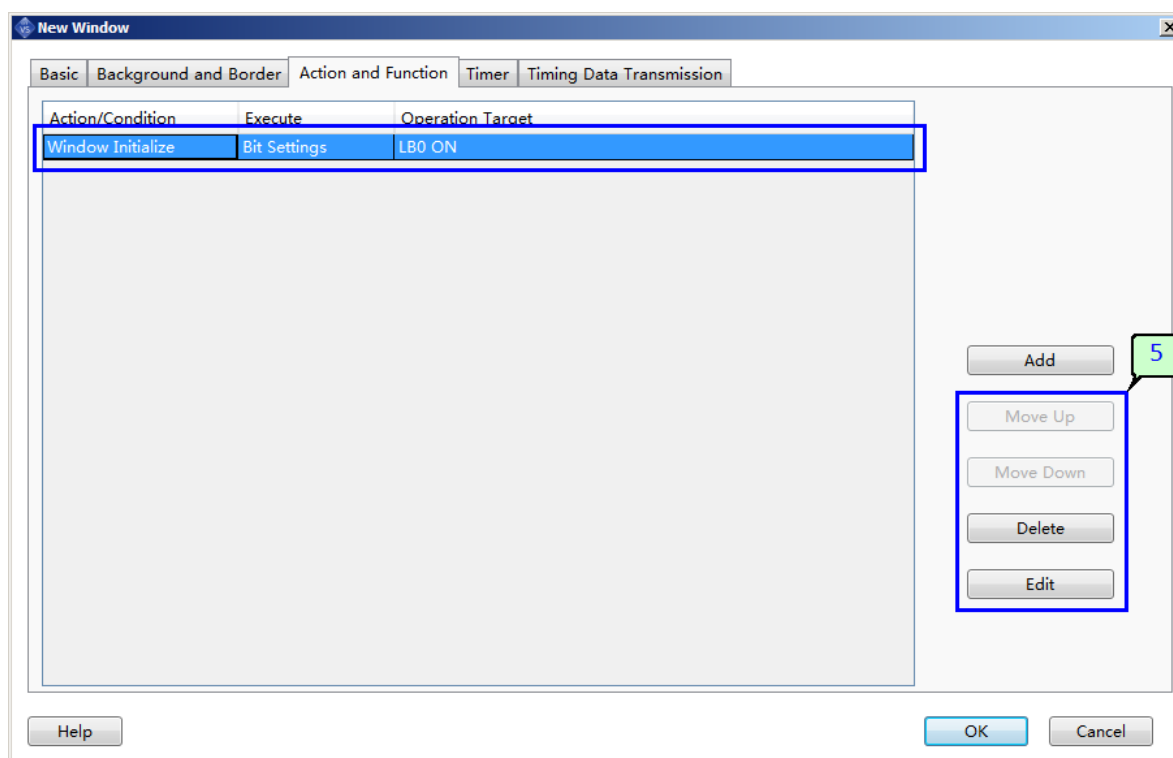 New Window
Basic Background and Border Action and Function Timer Timing Data Transmission
Action/Condition Execute Operation Target
Window Initialize Bit Settings LB0 ON
Add
5
Move Up
Move Down
Delete
Edit
Help OK Cancel